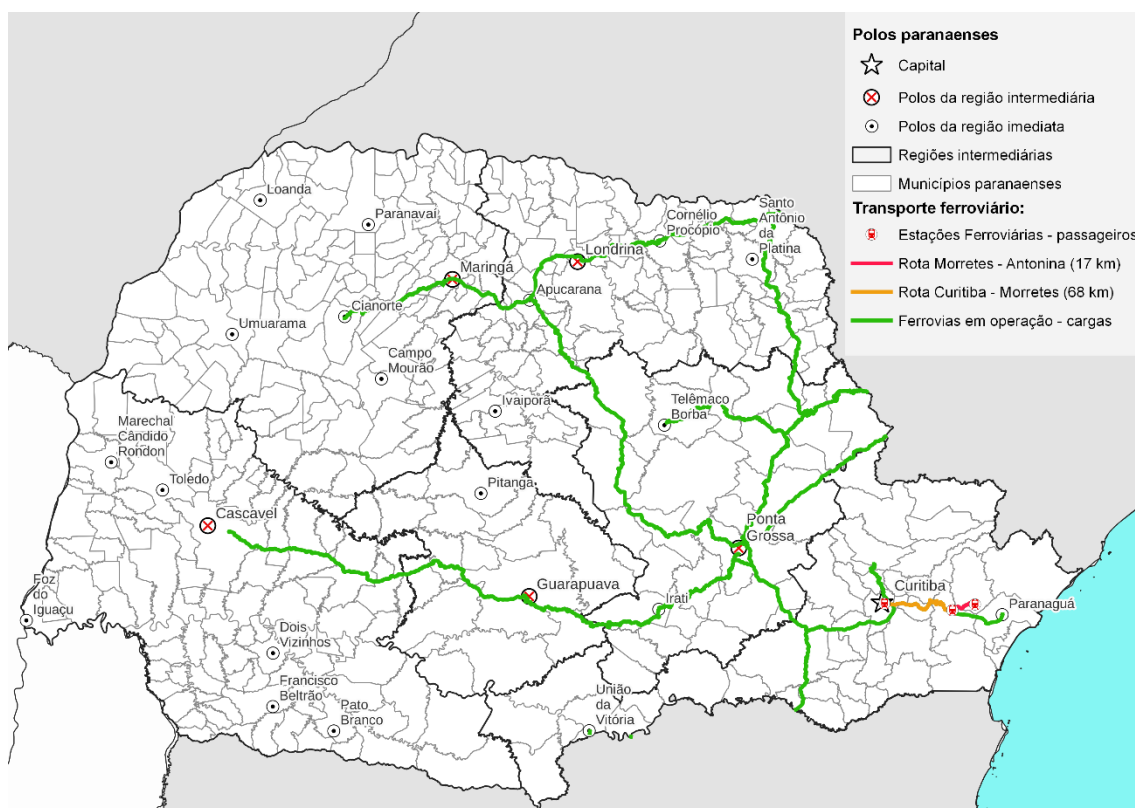 Polos paranaenses
Capital
Polos da região intermediária
Polos da região imediata
Regiões intermediárias
Municípios paranaenses
Transporte ferroviário:
Estações Ferroviárias - passageiros
Rota Morretes - Antonina (17 km)
Rota Curitiba - Morretes (68 km)
Ferrovias em operação - cargas
Loanda
Paranavaí
Maringá
Londrina
Cornélio
Procópio
Santo
Antônio
da
Platina
Cianorte
Apucarana
Umuarama
Campo
Mourão
Ivaiporã
Telêmaco
Borba
Marechal
Cândido
Rondon
Toledo
Pitanga
Cascavel
Ponta
Grossa
Foz
do
Iguaçu
Guarapuava
Irati
Curitiba
Paranaguá
Dois
Vizinhos
Francisco
Beltrão
Pato
Branco
União
da
Vitória